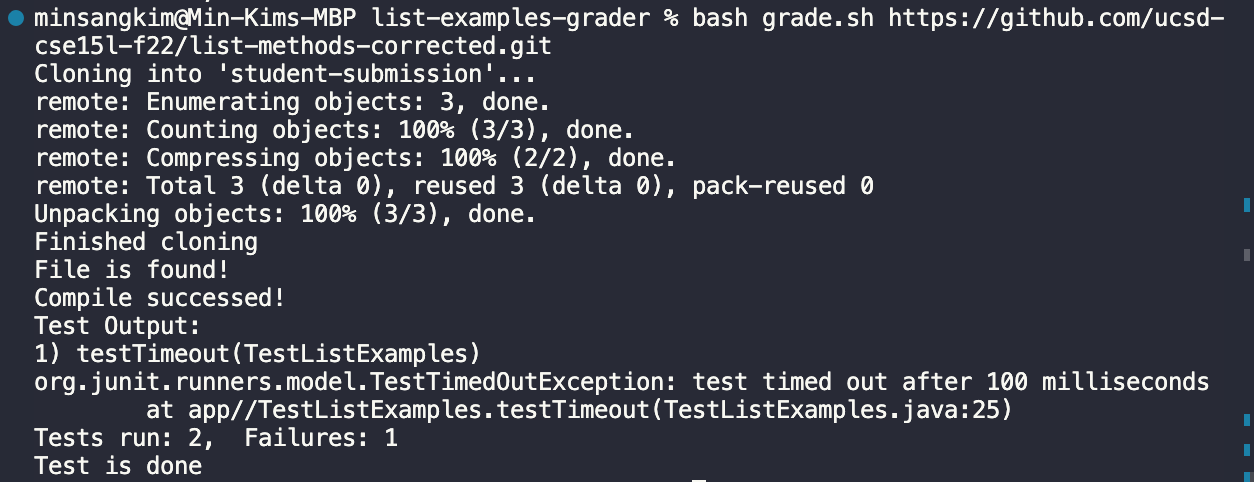 minsangkim@Min-Kims-MBP list-examples-grader % bash grade.sh https://github.com/ucsd-
cse15l-f22/list-methods-corrected.git
Cloning into 'student-submission'...
remote: Enumerating objects: 3, done.
remote: Counting objects: 100% (3/3), done.
remote: Compressing objects: 100% (2/2), done.
remote: Total 3 (delta 0), reused 3 (delta 0), pack-reused 0
Unpacking objects: 100% (3/3), done.
Finished cloning
File is found!
Compile successed!
Test Output:
1) testTimeout(TestListExamples)
org.junit.runners.model.TestTimedOutException: test timed out after 100 milliseconds
        at app//TestListExamples.testTimeout(TestListExamples.java:25)
Tests run: 2,  Failures: 1
Test is done